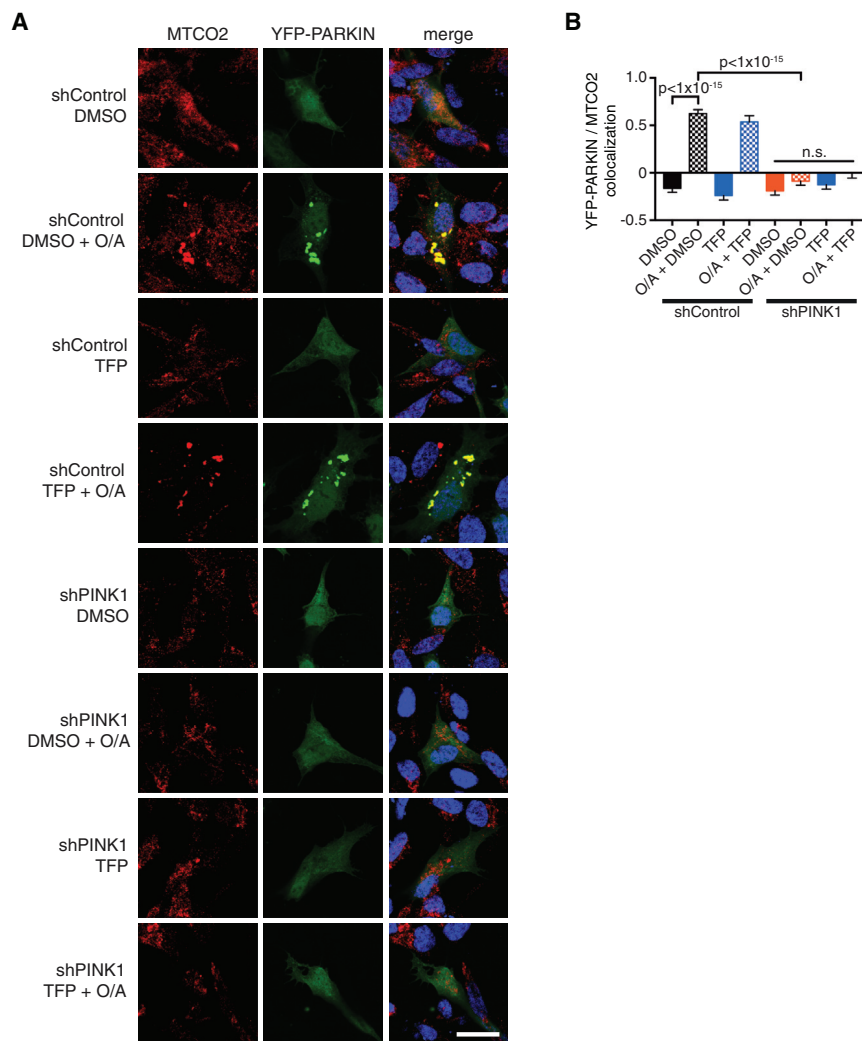 A
MTCO2 YFP-PARKIN merge
shControl
DMSO
shControl
DMSO + O/A
shControl
TFP
shControl
TFP + O/A
shPINK1
DMSO
shPINK1
DMSO + O/A
shPINK1
TFP
shPINK1
TFP + O/A
B
p<1x10⁻¹⁵
p<1x10⁻¹⁵
n.s.
YFP-PARKIN / MTCO2
colocalization
1.0
0.5
0
-0.5
DMSO
O/A + DMSO
TFP
O/A + TFP
DMSO
O/A + DMSO
TFP
O/A + TFP
shControl shPINK1